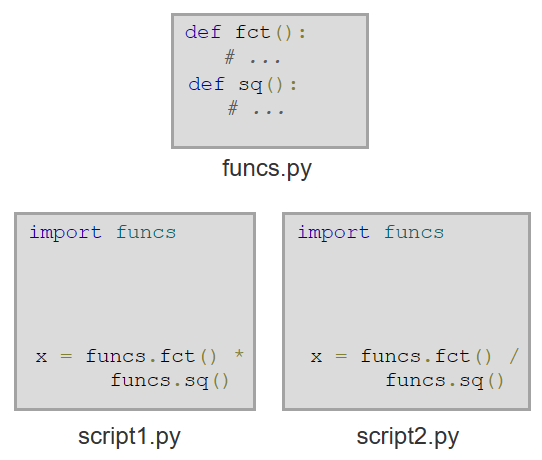 def fct():
# ...
def sq():
# ...
funcs.py
import funcs
x = funcs.fct() *
funcs.sq()
script1.py
import funcs
x = funcs.fct() /
funcs.sq()
script2.py